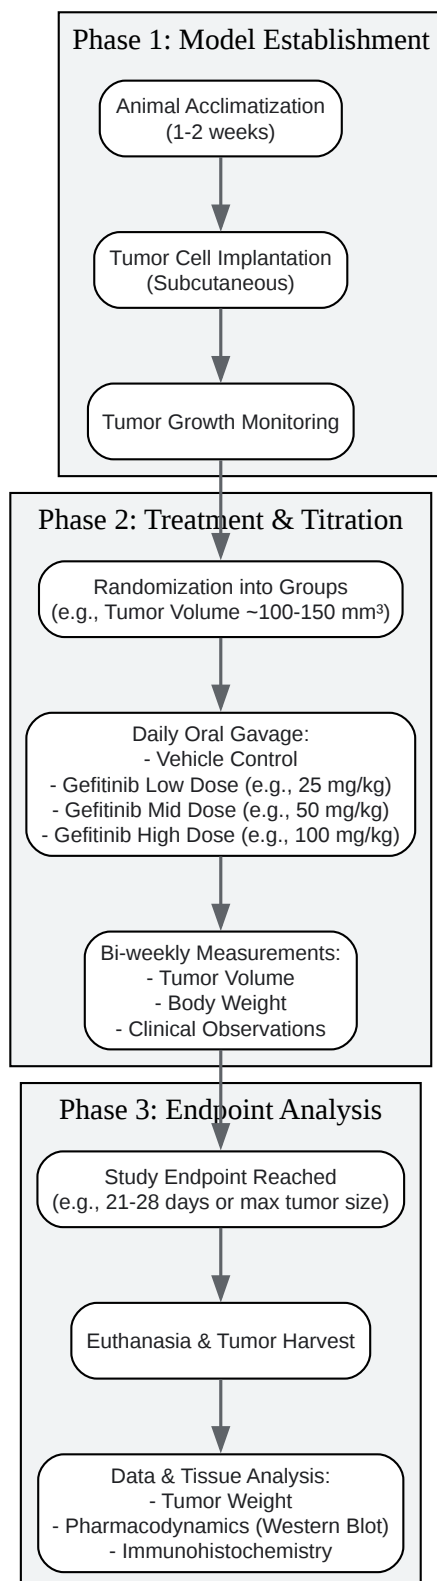 Phase 1: Model Establishment
Animal Acclimatization
(1-2 weeks)
Tumor Cell Implantation
(Subcutaneous)
Tumor Growth Monitoring
Phase 2: Treatment & Titration
Randomization into Groups
(e.g., Tumor Volume ~100-150 mm³)
Daily Oral Gavage:
- Vehicle Control
- Gefitinib Low Dose (e.g., 25 mg/kg)
- Gefitinib Mid Dose (e.g., 50 mg/kg)
- Gefitinib High Dose (e.g., 100 mg/kg)
Bi-weekly Measurements:
- Tumor Volume
- Body Weight
- Clinical Observations
Phase 3: Endpoint Analysis
Study Endpoint Reached
(e.g., 21-28 days or max tumor size)
Euthanasia & Tumor Harvest
Data & Tissue Analysis:
- Tumor Weight
- Pharmacodynamics (Western Blot)
- Immunohistochemistry